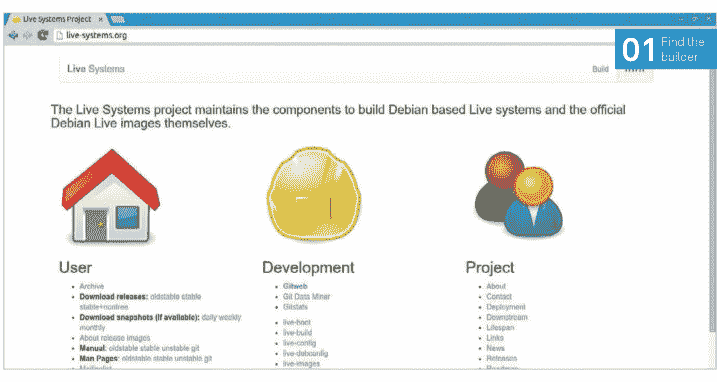 Live Systems Project
live-systems.org
01 Find the
builder
Live Systems
Build
The Live Systems project maintains the components to build Debian based Live systems and the official
Debian Live images themselves.
User
Archive
Download releases: oldstable stable
stable+nonfree
Download snapshots (if available): daily weekly
monthly
About release images
Manual: oldstable stable unstable git
Man Pages: oldstable stable unstable git
Development
Gitweb
Git Data Miner
Gitstats
live-boot
live-build
live-config
live-debconfig
live-images
Project
About
Contact
Deployment
Downstream
Lifespan
Links
News
Releases